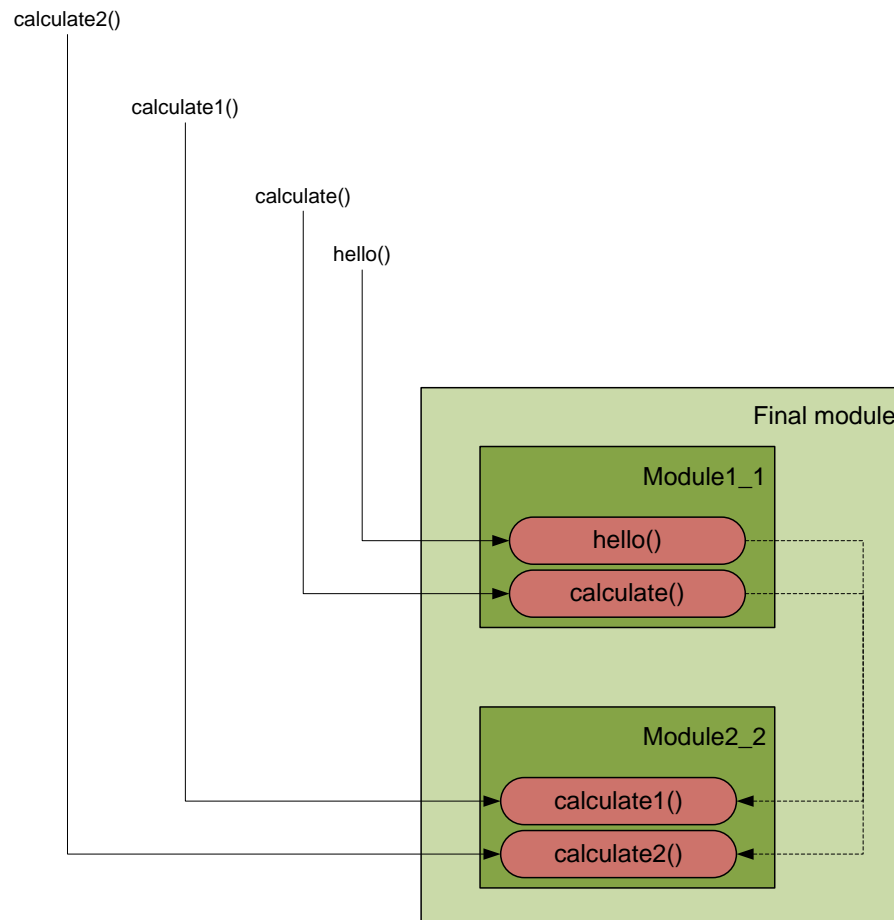 calculate2()
calculate1()
calculate()
hello()
Final module
Module1_1
hello()
calculate()
Module2_2
calculate1()
calculate2()